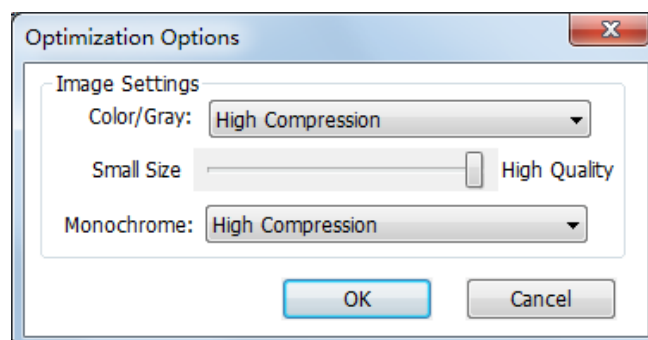 Optimization Options
Image Settings
Color/Gray: High Compression
Small Size High Quality
Monochrome: High Compression
OK Cancel